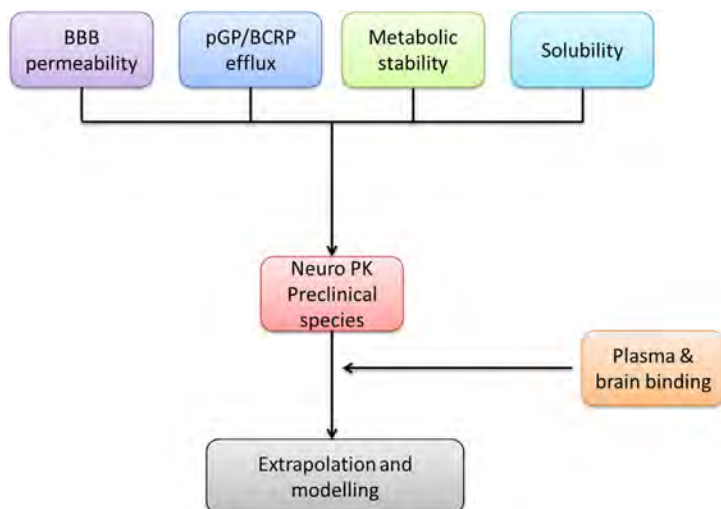 BBB
permeability
pGP/BCRP
efflux
Metabolic
stability
Solubility
Neuro PK
Preclinical
species
Plasma &
brain binding
Extrapolation and
modelling